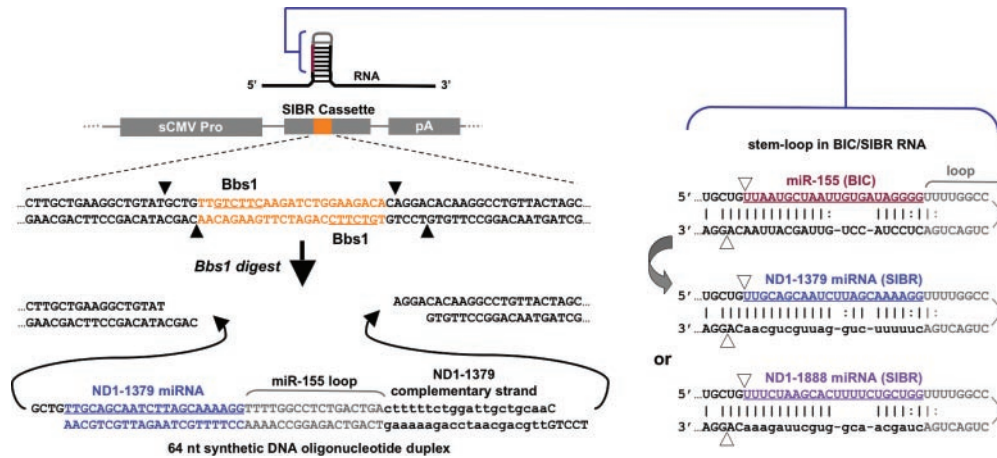 5' RNA 3'
SIBR Cassette
sCMV Pro pA
Bbs1
...CTTGCTGAAGGCTGTATGCTGTTGTCTTCAAGATCTGGAAGACACAGGACACAAGGCCTGTTACTAGC...
...GAACGACTTCCGACATACGACAACAGAAGTTCTAGACCTTCTGTGTCCTGTGTTCCGGACAATGATCG...
Bbs1
Bbs1 digest
...CTTGCTGAAGGCTGTAT
...GAACGACTTCCGACATACGAC
AGGACACAAGGCCTGTTACTAGC...
GTGTTCCGGACAATGATCG...
ND1-1379 miRNA
miR-155 loop
ND1-1379
complementary strand
GCTGTTGCAGCAATCTTAGCAAAAGGTTTTGGCCTCTGACTGActttttctggattgctgcaaC
AACGTCGTTAGAATCGTTTTCCAAAACCGGAGACTGACTgaaaaagacctaacgacgttGTCCT
64 nt synthetic DNA oligonucleotide duplex
stem-loop in BIC/SIBR RNA
miR-155 (BIC)
loop
5' UGCUGUUAAUGCUAAUUGUGAUAGGGGUUUUGGCC
3' AGGACAAUUACGAUUG-UCC-AUCCUCAGUCAGUC
ND1-1379 miRNA (SIBR)
5' UGCUGUUGCAGCAAUCUUAGCAAAAGGUUUUGGCC
3' AGGACaacgucguuag-guc-uuuuucAGUCAGUC
or
ND1-1888 miRNA (SIBR)
5' UGCUGUUUCUAAGCACUUUUCUGCUGGUUUUGGCC
3' AGGACaaagauucgug-gca-acgaucAGUCAGUC